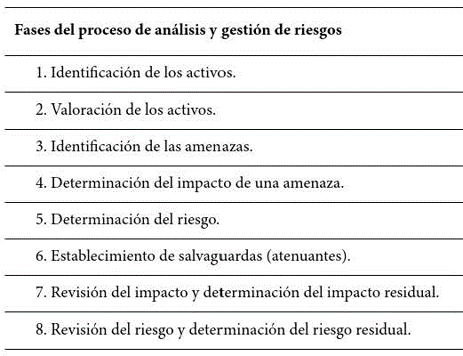 Fases del proceso de análisis y gestión de riesgos
1. Identificación de los activos.
2. Valoración de los activos.
3. Identificación de las amenazas.
4. Determinación del impacto de una amenaza.
5. Determinación del riesgo.
6. Establecimiento de salvaguardas (atenuantes).
7. Revisión del impacto y determinación del impacto residual.
8. Revisión del riesgo y determinación del riesgo residual.